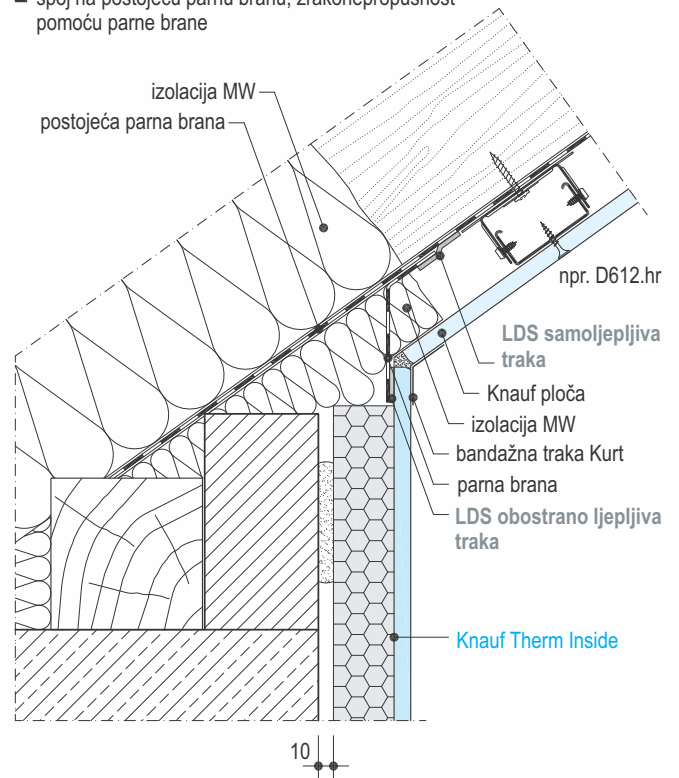 spoj na postojeću parnu branu, zrakonepropusnost
pomoću parne brane
izolacija MW
postojeća parna brana
npr. D612.hr
LDS samoljepljiva
traka
Knauf ploča
izolacija MW
bandažna traka Kurt
parna brana
LDS obostrano ljepljiva
traka
Knauf Therm Inside
10